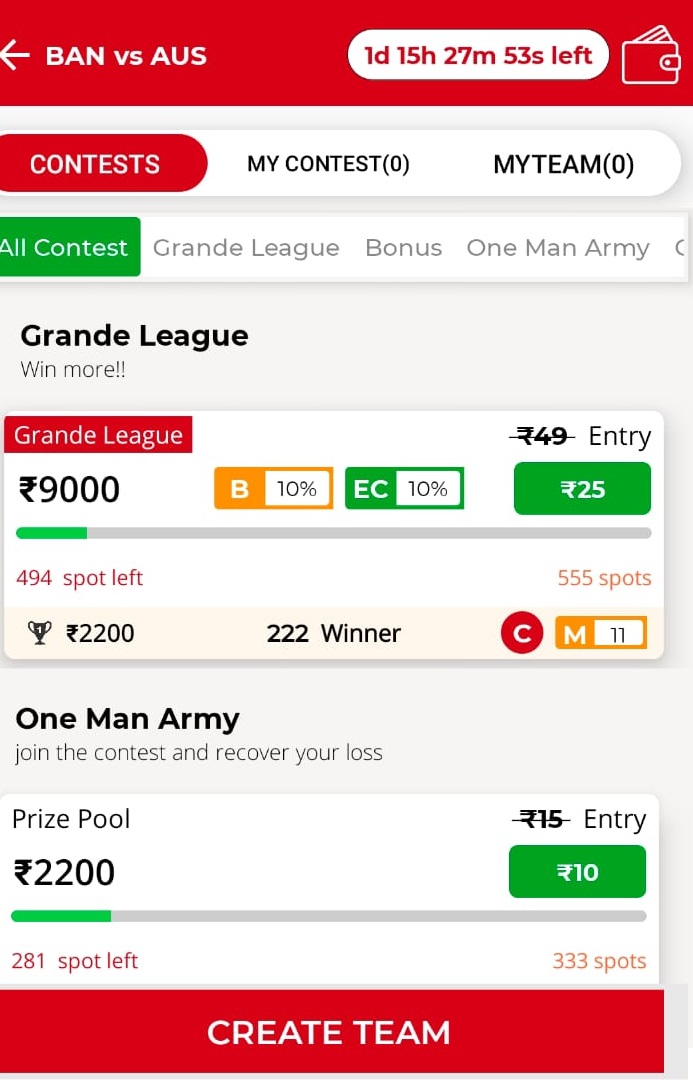 BAN vs AUS 1d 15h 27m 53s left
CONTESTS MY CONTEST(0) MYTEAM(0)
All Contest Grande League Bonus One Man Army
Grande League
Win more!!
Grande League ₹49 Entry
₹9000 B 10% EC 10% ₹25
494 spot left 555 spots
1 ₹2200 222 Winner C M 11
One Man Army
join the contest and recover your loss
Prize Pool ₹15 Entry
₹2200 ₹10
281 spot left 333 spots
CREATE TEAM